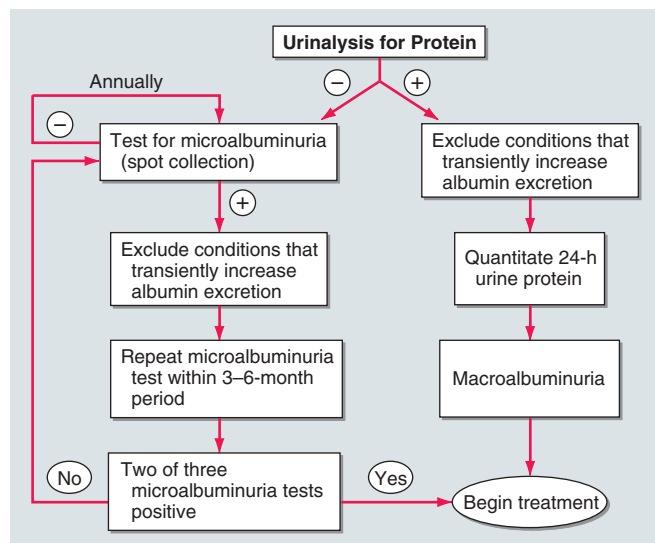 Urinalysis for Protein
Annually
−
+
−
Test for microalbuminuria
(spot collection)
Exclude conditions that
transiently increase
albumin excretion
+
Exclude conditions that
transiently increase
albumin excretion
Quantitate 24-h
urine protein
Repeat microalbuminuria
test within 3–6-month
period
Macroalbuminuria
No
Two of three
microalbuminuria tests
positive
Yes
Begin treatment